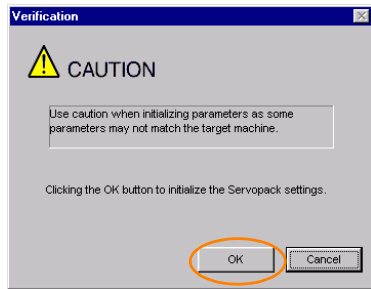 Verification
CAUTION
Use caution when initializing parameters as some
parameters may not match the target machine.
Clicking the OK button to initialize the Servopack settings.
OK
Cancel